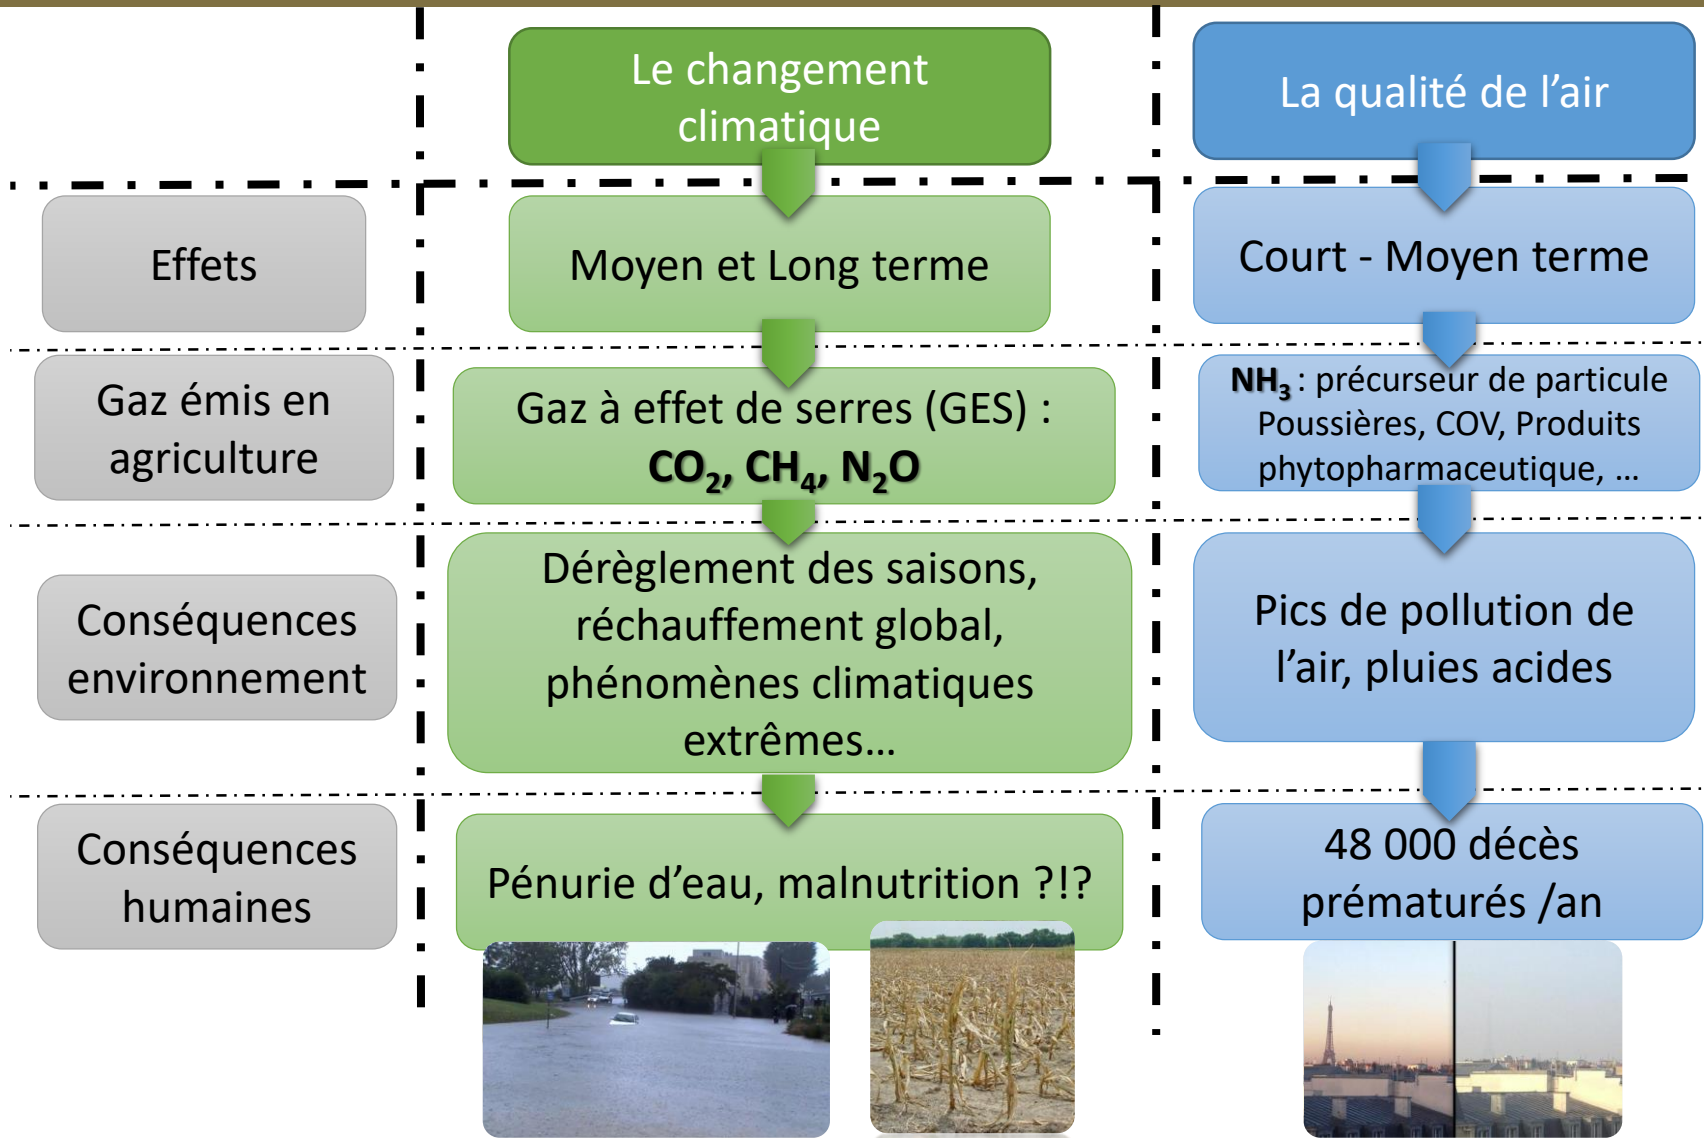 Le changement
climatique
La qualité de l'air
Effets
Moyen et Long terme
Court - Moyen terme
Gaz émis en
agriculture
Gaz à effet de serres (GES) :
CO₂, CH₄, N₂O
NH₃ : précurseur de particule
Poussières, COV, Produits
phytopharmaceutique, ...
Conséquences
environnement
Dérèglement des saisons,
réchauffement global,
phénomènes climatiques
extrêmes...
Pics de pollution de
l'air, pluies acides
Conséquences
humaines
Pénurie d'eau, malnutrition ?!?
48 000 décès
prématurés /an